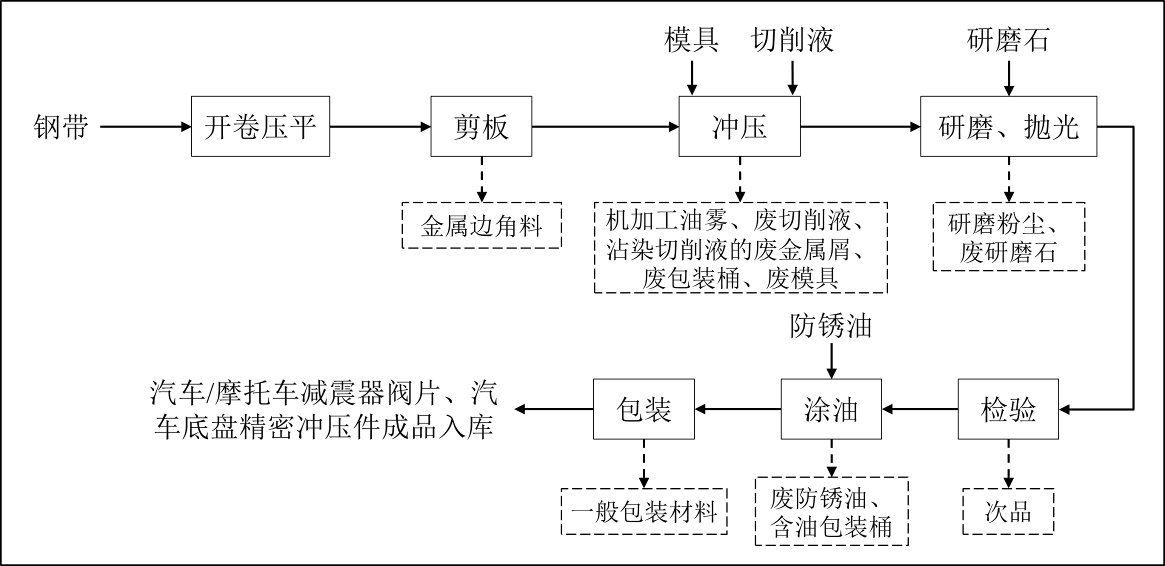 模具
切削液
研磨石
钢带
开卷压平
剪板
冲压
研磨、抛光
金属边角料
机加工油雾、废切削液、
沾染切削液的废金属屑、
废包装桶、废模具
研磨粉尘、
废研磨石
防锈油
汽车/摩托车减震器阀片、汽
车底盘精密冲压件成品入库
包装
涂油
检验
一般包装材料
废防锈油、
含油包装桶
次品